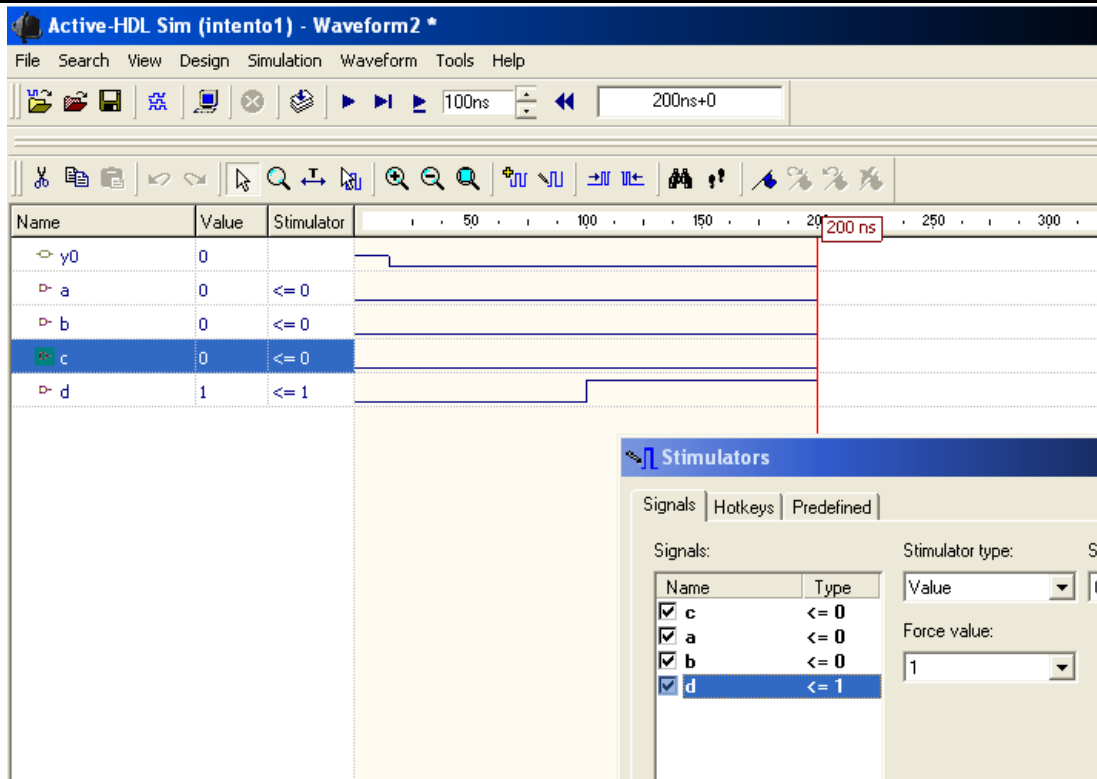 Active-HDL Sim (intento1) - Waveform2 *
File Search View Design Simulation Waveform Tools Help
100ns 200ns+0
Name Value Stimulator 50 100 150 250 300
200 ns
y0 0
a 0 <= 0
b 0 <= 0
c 0 <= 0
d 1 <= 1
Stimulators
Signals Hotkeys Predefined
Signals: Stimulator type: S
Name Type Value
c <= 0
a <= 0 Force value:
b <= 0 1
d <= 1